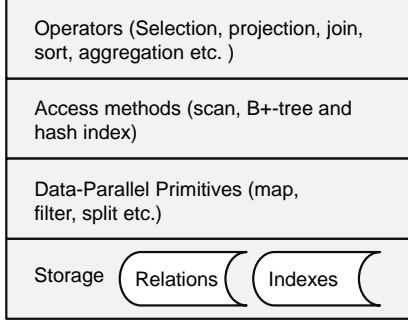 Operators (Selection, projection, join,
sort, aggregation etc. )
Access methods (scan, B+-tree and
hash index)
Data-Parallel Primitives (map,
filter, split etc.)
Storage Relations Indexes